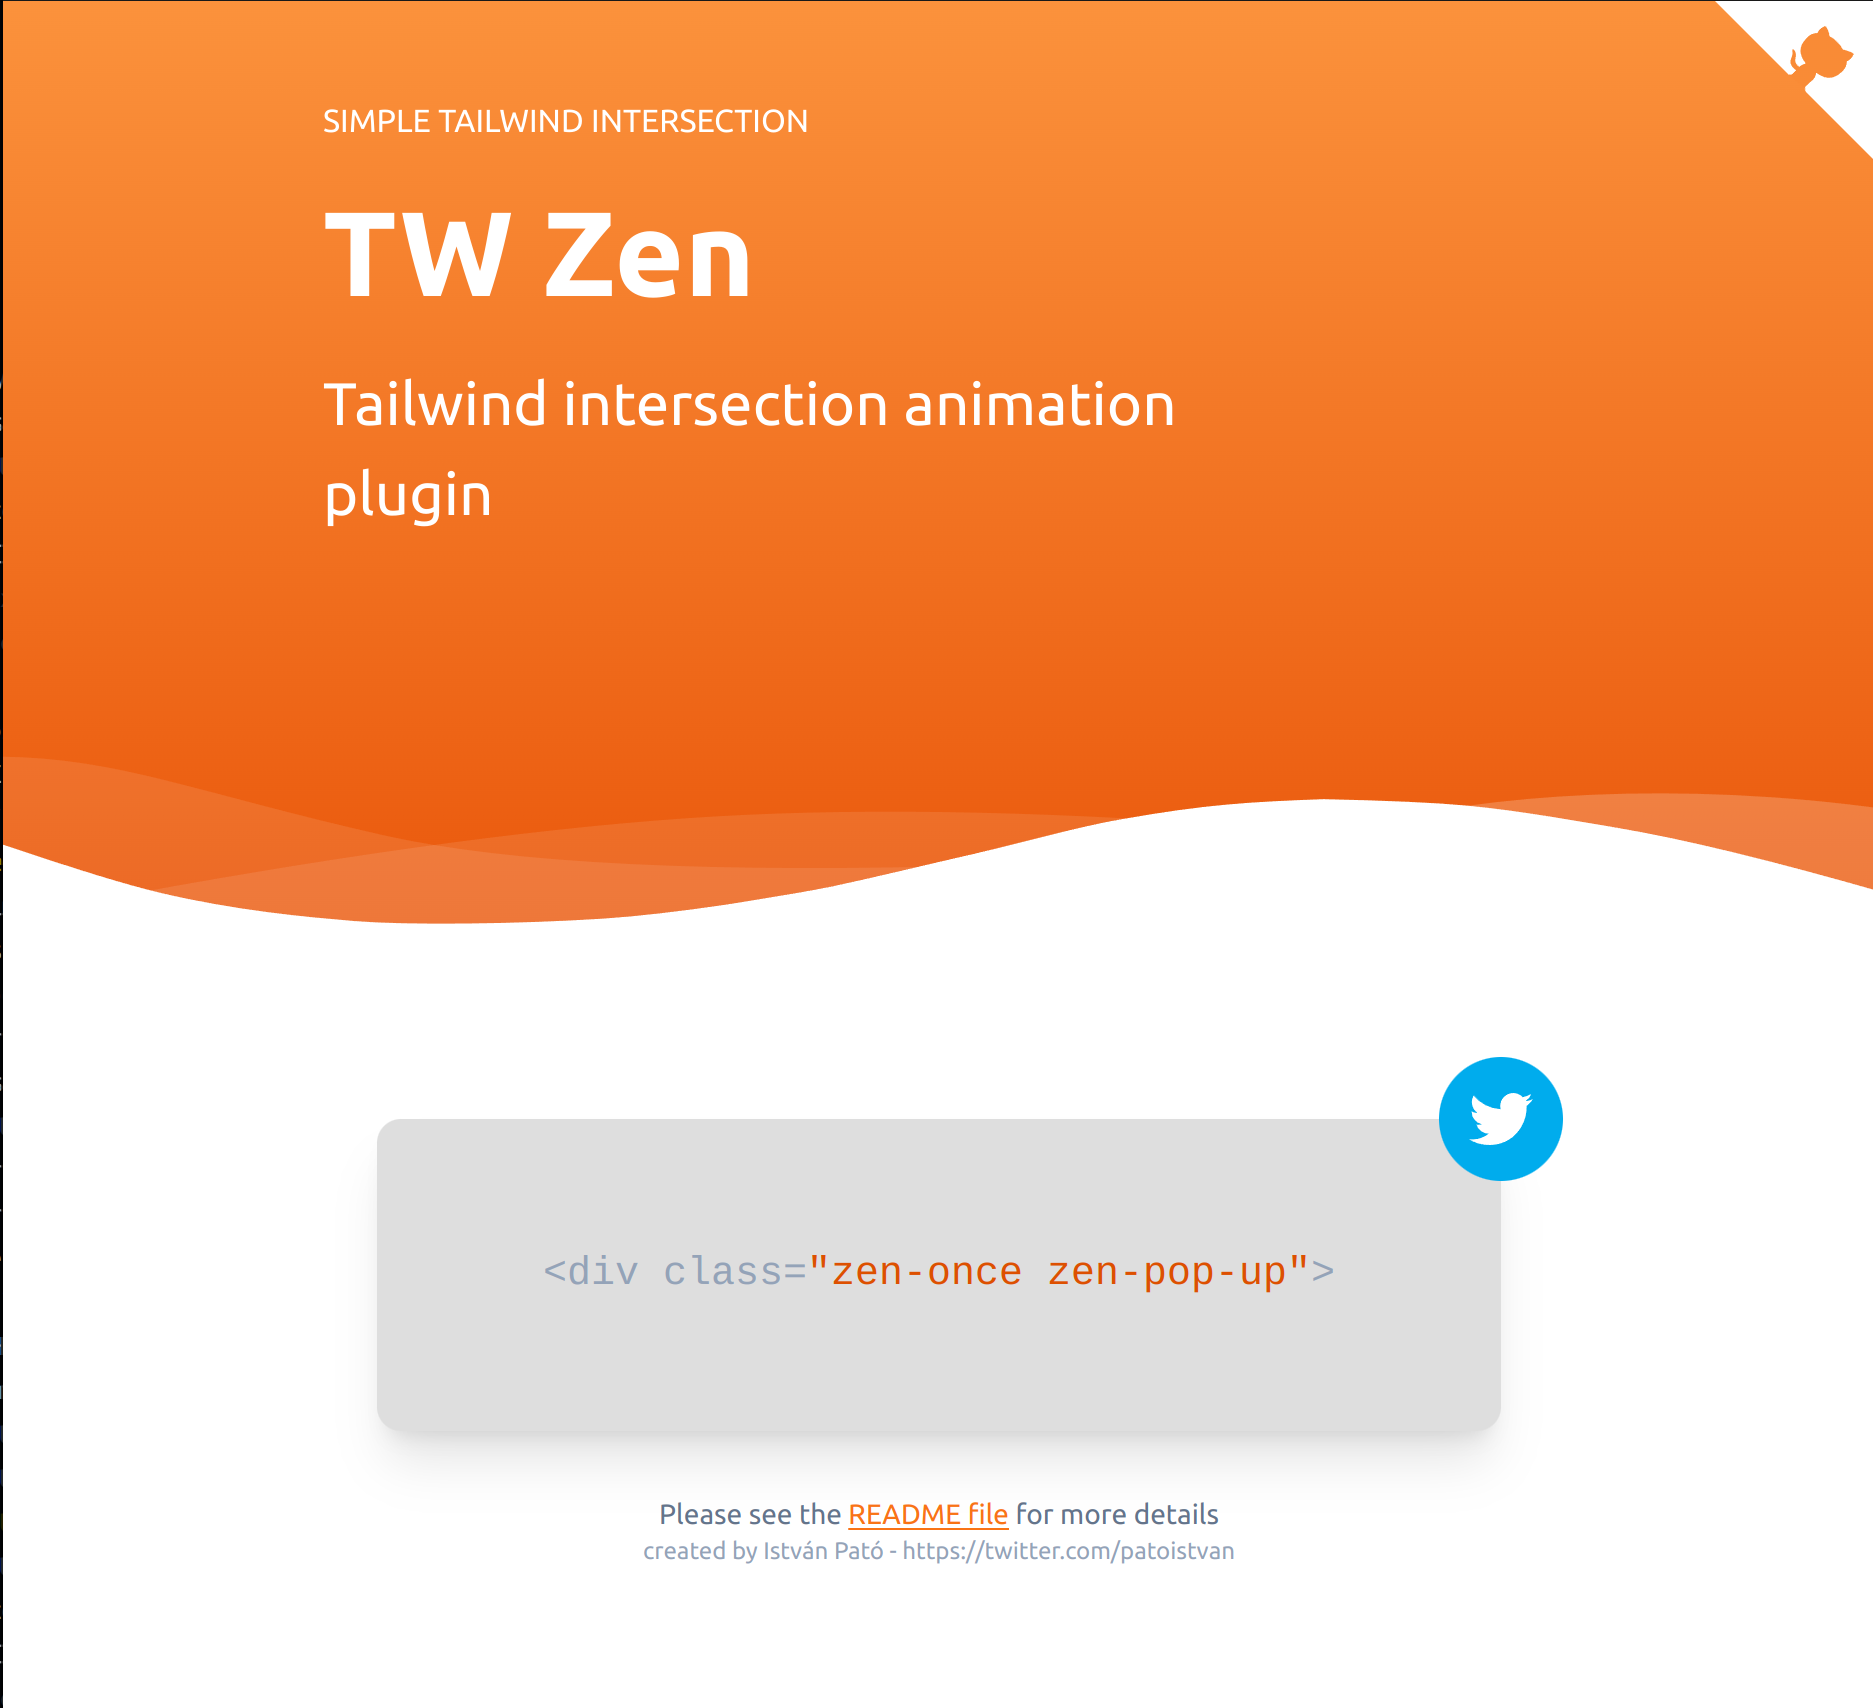 SIMPLE TAILWIND INTERSECTION
TW Zen
Tailwind intersection animation
plugin
<div class="zen-once zen-pop-up">
Please see the README file for more details
created by István Pató - https://twitter.com/patoistvan